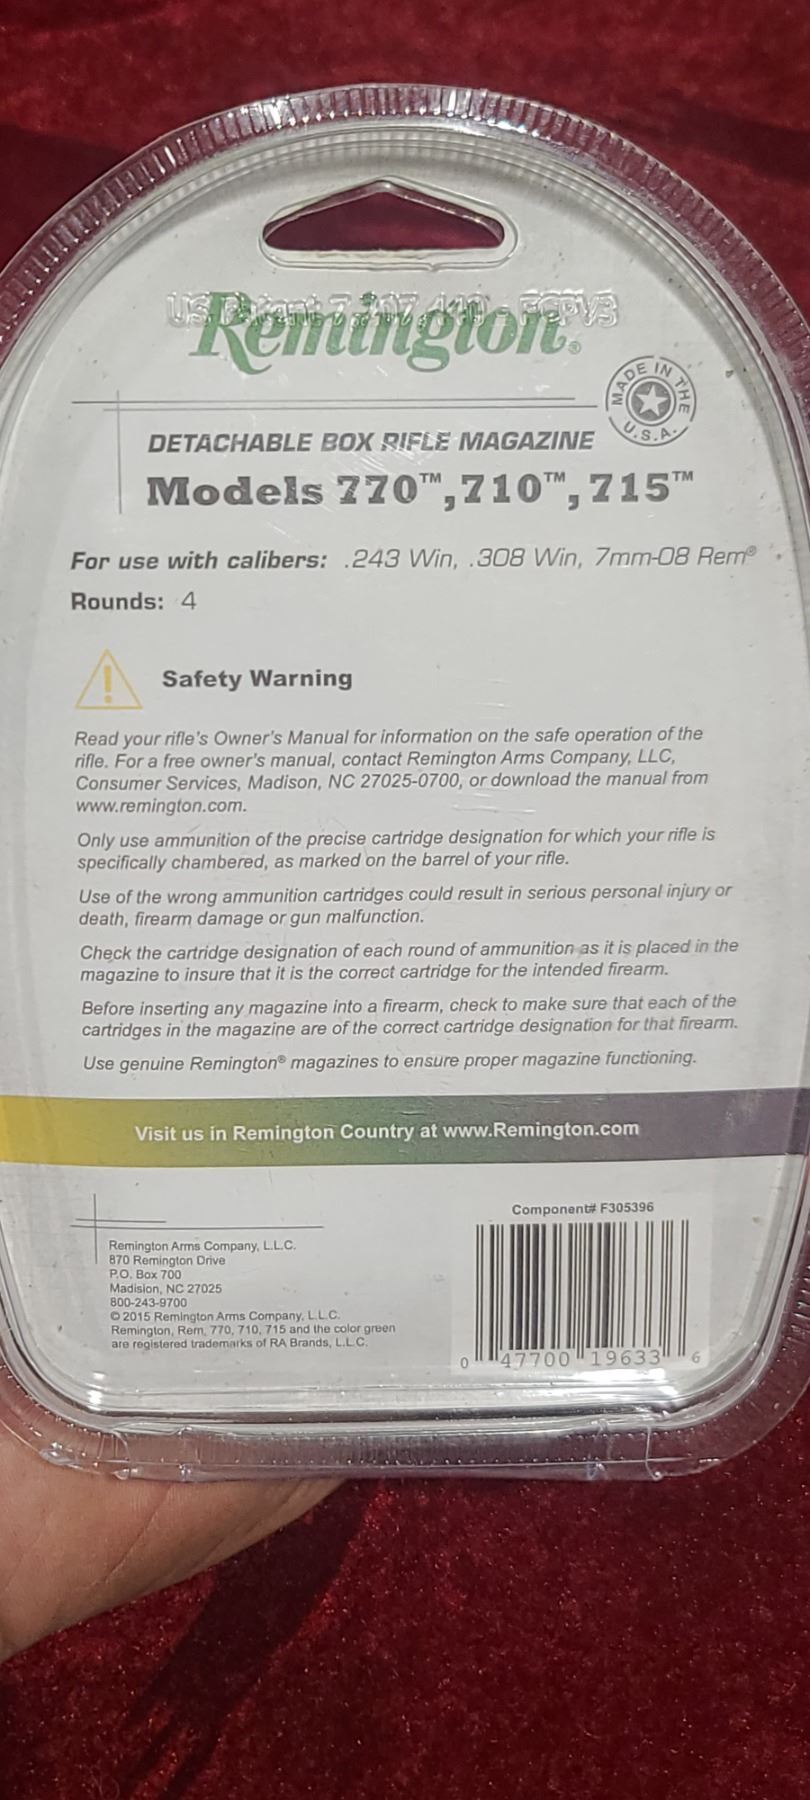 US Patent
Remington®
MADE IN THE U.S.A.
DETACHABLE BOX RIFLE MAGAZINE
Models 770™,710™,715™
For use with calibers: .243 Win, .308 Win, 7mm-08 Rem®
Rounds: 4
Safety Warning
Read your rifle's Owner's Manual for information on the safe operation of the
rifle. For a free owner's manual, contact Remington Arms Company, LLC,
Consumer Services, Madison, NC 27025-0700, or download the manual from
www.remington.com.
Only use ammunition of the precise cartridge designation for which your rifle is
specifically chambered, as marked on the barrel of your rifle.
Use of the wrong ammunition cartridges could result in serious personal injury or
death, firearm damage or gun malfunction.
Check the cartridge designation of each round of ammunition as it is placed in the
magazine to insure that it is the correct cartridge for the intended firearm.
Before inserting any magazine into a firearm, check to make sure that each of the
cartridges in the magazine are of the correct cartridge designation for that firearm.
Use genuine Remington® magazines to ensure proper magazine functioning.
Visit us in Remington Country at www.Remington.com
Component# F305396
Remington Arms Company, L.L.C.
870 Remington Drive
P.O. Box 700
Madision, NC 27025
800-243-9700
© 2015 Remington Arms Company, L.L.C.
Remington, Rem, 770, 710, 715 and the color green
are registered trademarks of RA Brands, L.L.C.
0 47700 19633 6